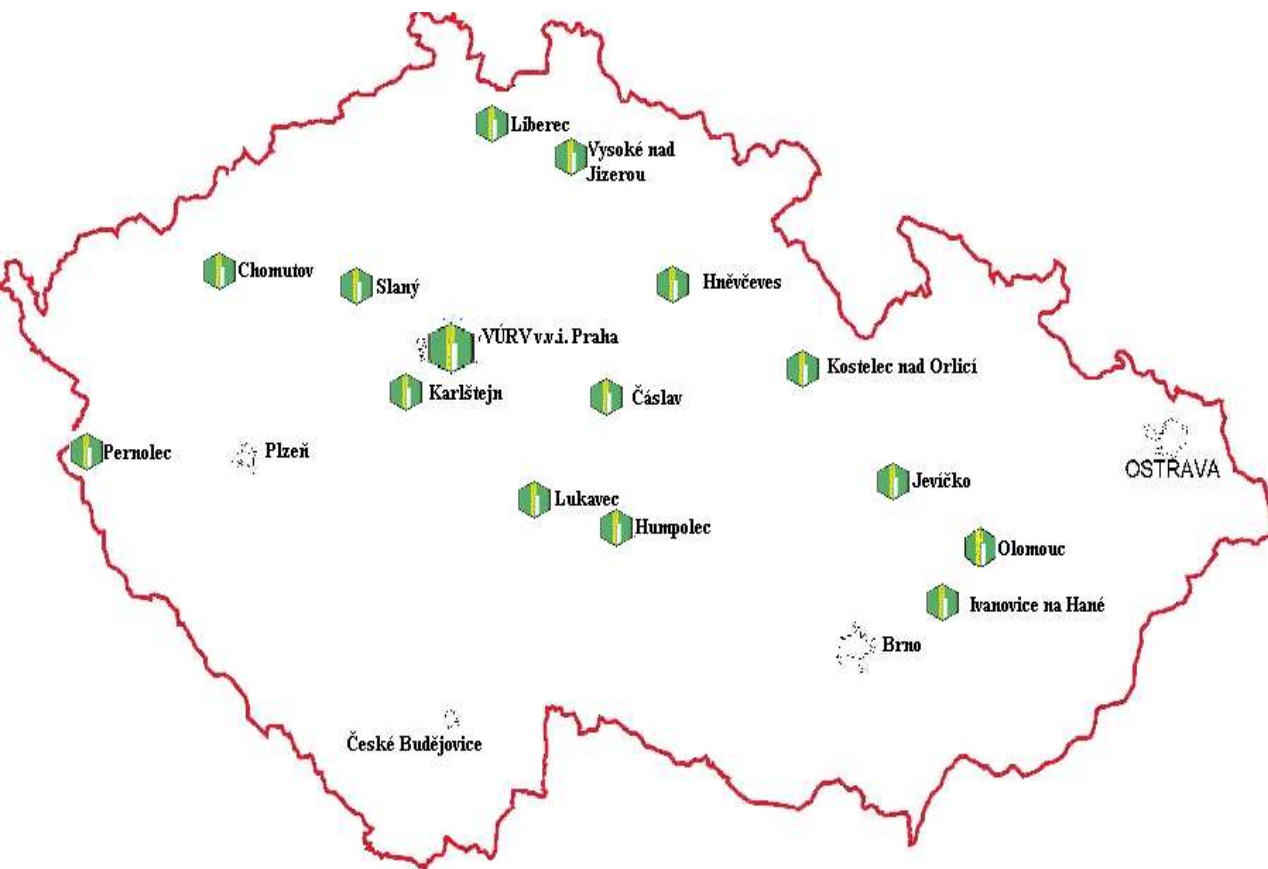 Liberec
Vysoké nad
Jizerou
Chomutov
Slaný
Hněvčeves
VÚRV v.v.i. Praha
Kostelec nad Orlicí
Karlštejn
Čáslav
Pernolec
Plzeň
OSTRAVA
Jevíčko
Lukavec
Humpolec
Olomouc
Ivanovice na Hané
Brno
České Budějovice